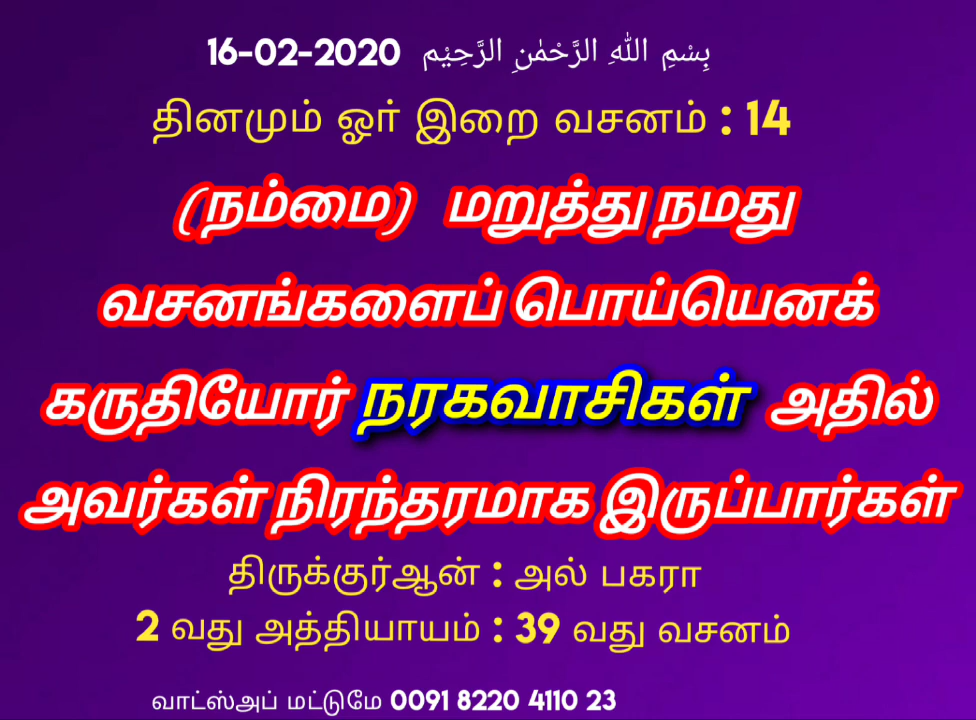 16-02-2020 بِسْمِ اللّٰهِ الرَّحْمٰنِ الرَّحِيْم
தினமும் ஓர் இறை வசனம் : 14
(நம்மை) மறுத்து நமது
வசனங்களைப் பொய்யெனக்
கருதியோர் நரகவாசிகள் அதில்
அவர்கள் நிரந்தரமாக இருப்பார்கள்
திருக்குர்ஆன் : அல் பகரா
2 வது அத்தியாயம் : 39 வது வசனம்
வாட்ஸ்அப் மட்டுமே 0091 8220 4110 23